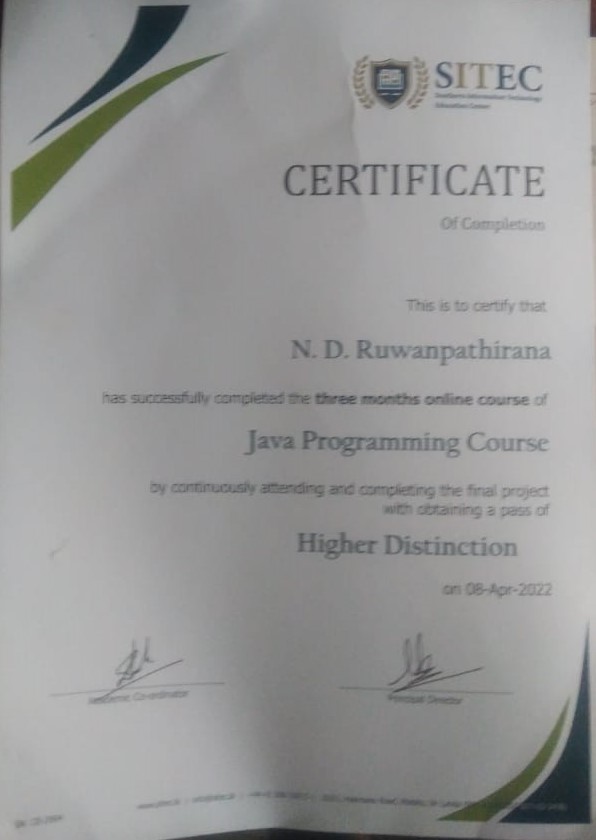 SITEC
Southern Information Technology
Education Center
CERTIFICATE
Of Completion
This is to certify that
N. D. Ruwanpathirana
has successfully completed the three months online course of
Java Programming Course
by continuously attending and completing the final project
with obtaining a pass of
Higher Distinction
on 08-Apr-2022
Academic Co-ordinator
Principal Director